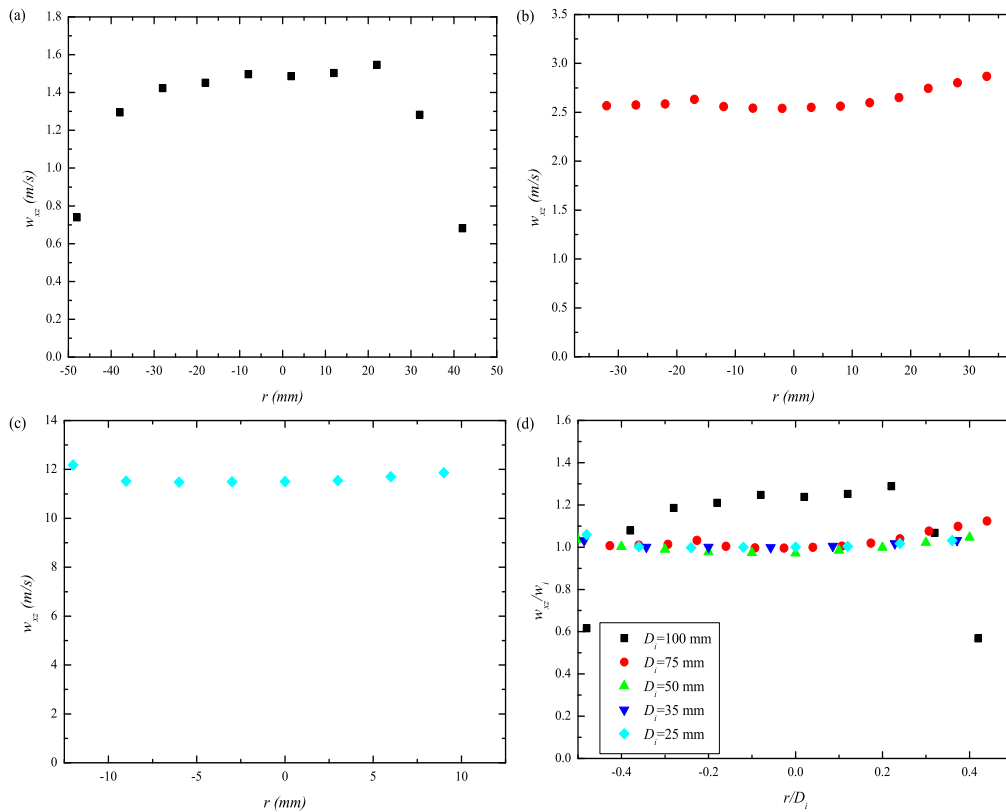 (a)
1.8
1.6
1.4
1.2
1.0
0.8
0.6
0.4
0.2
0.0
w_xz (m/s)
-50 -40 -30 -20 -10 0 10 20 30 40 50
r (mm)
(b)
3.5
3.0
2.5
2.0
1.5
1.0
0.5
0.0
w_xz (m/s)
-30 -20 -10 0 10 20 30
r (mm)
(c)
14
12
10
8
6
4
2
0
w_xz (m/s)
-10 -5 0 5 10
r (mm)
(d)
1.6
1.4
1.2
1.0
0.8
0.6
0.4
0.2
0.0
w_xz/w_i
D_i=100 mm
D_i=75 mm
D_i=50 mm
D_i=35 mm
D_i=25 mm
-0.4 -0.2 0.0 0.2 0.4
r/D_i